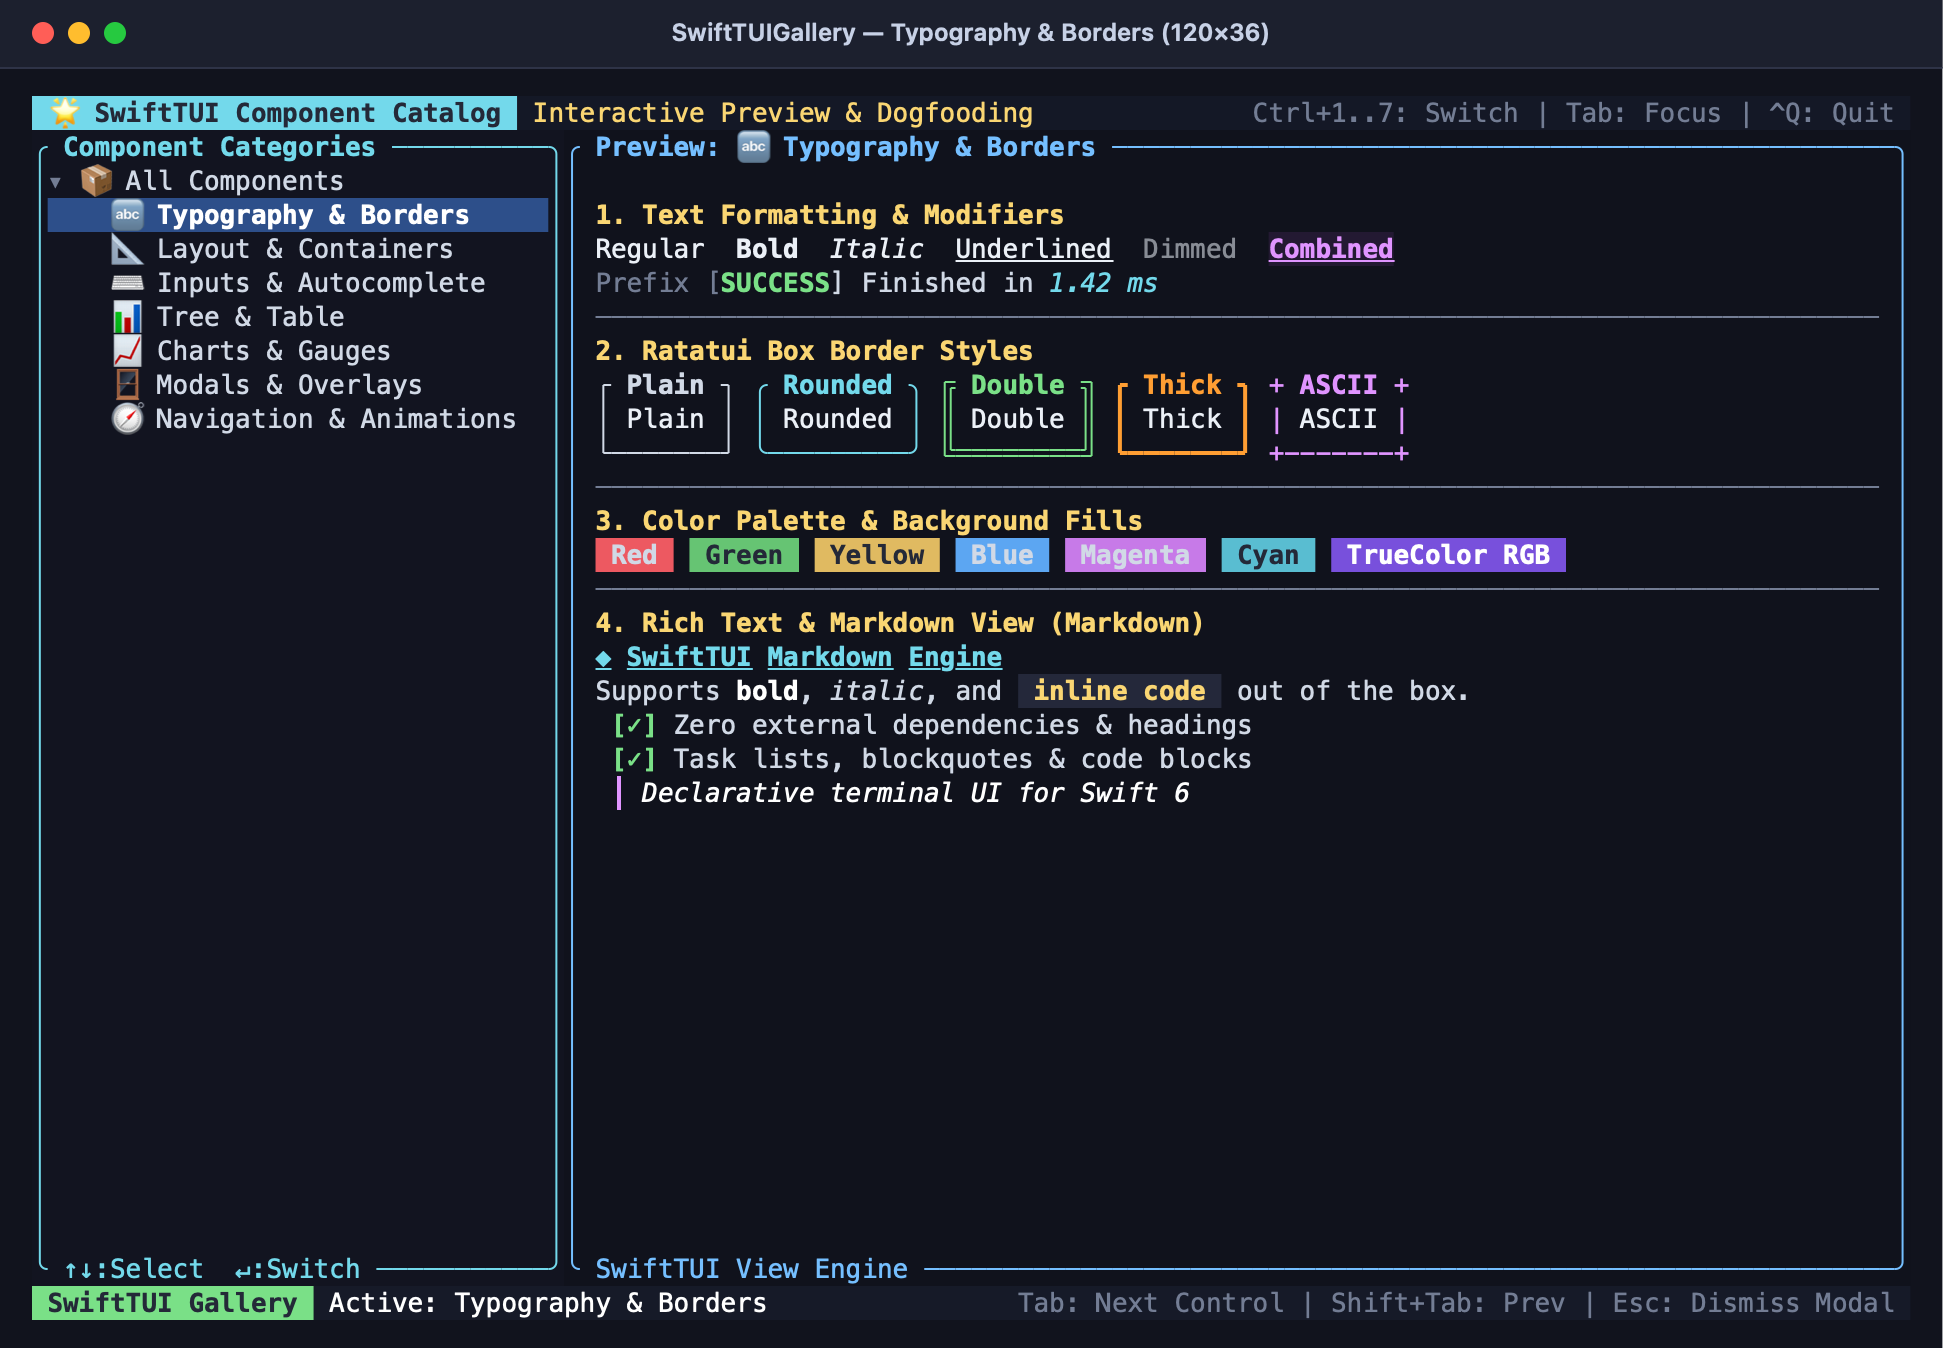 SwiftTUIGallery — Typography & Borders (120×36)
🌟 SwiftTUI Component Catalog Interactive Preview & Dogfooding Ctrl+1..7: Switch | Tab: Focus | ^Q: Quit
Component Categories
▼ 📦 All Components
🔤 Typography & Borders
📐 Layout & Containers
⌨️ Inputs & Autocomplete
📊 Tree & Table
📈 Charts & Gauges
🪟 Modals & Overlays
🧭 Navigation & Animations
↑↓:Select ↵:Switch
Preview: 🔤 Typography & Borders
1. Text Formatting & Modifiers
Regular Bold Italic Underlined Dimmed Combined
Prefix [SUCCESS] Finished in 1.42 ms
2. Ratatui Box Border Styles
Plain Rounded Double Thick + ASCII +
Plain Rounded Double Thick | ASCII |
+-------+
3. Color Palette & Background Fills
Red Green Yellow Blue Magenta Cyan TrueColor RGB
4. Rich Text & Markdown View (Markdown)
◆ SwiftTUI Markdown Engine
Supports bold, italic, and inline code out of the box.
[✓] Zero external dependencies & headings
[✓] Task lists, blockquotes & code blocks
Declarative terminal UI for Swift 6
SwiftTUI View Engine
SwiftTUI Gallery Active: Typography & Borders Tab: Next Control | Shift+Tab: Prev | Esc: Dismiss Modal